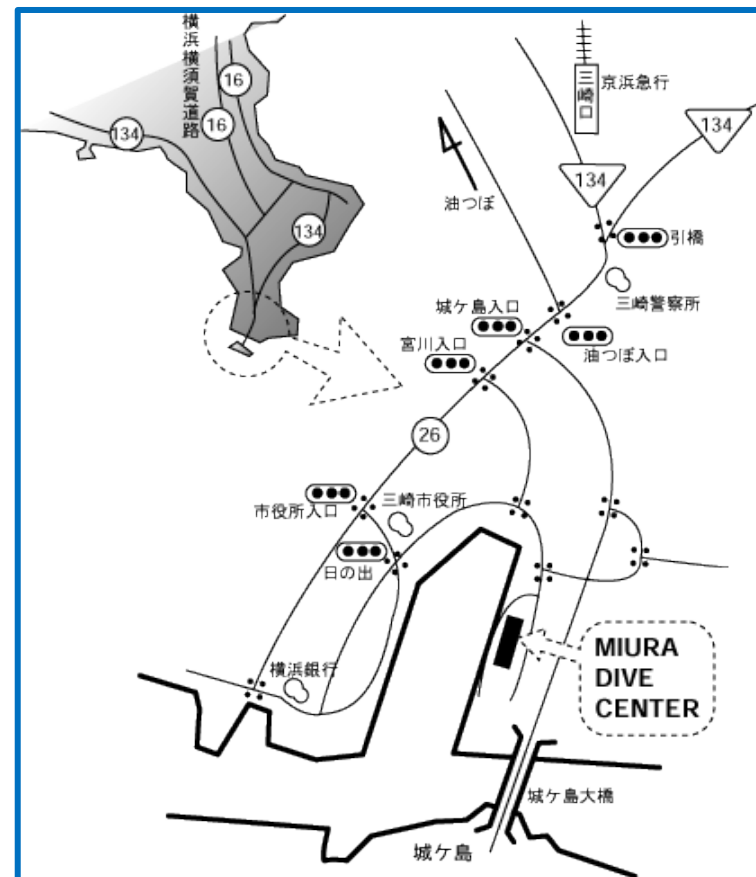 横浜横須賀道路
16
16
134
134
三崎口
京浜急行
134
134
油つぼ
引橋
三崎警察所
城ケ島入口
油つぼ入口
宮川入口
26
市役所入口
三崎市役所
日の出
横浜銀行
MIURA
DIVE
CENTER
城ケ島大橋
城ケ島